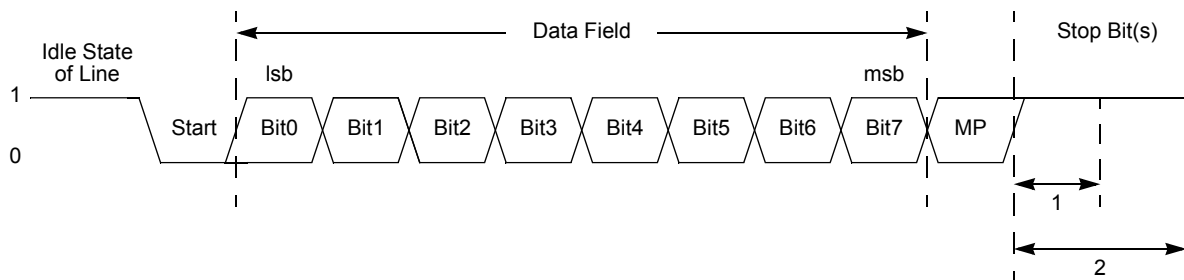 Data Field
Stop Bit(s)
Idle State
of Line
lsb
msb
1
Start
Bit0
Bit1
Bit2
Bit3
Bit4
Bit5
Bit6
Bit7
MP
0
1
2